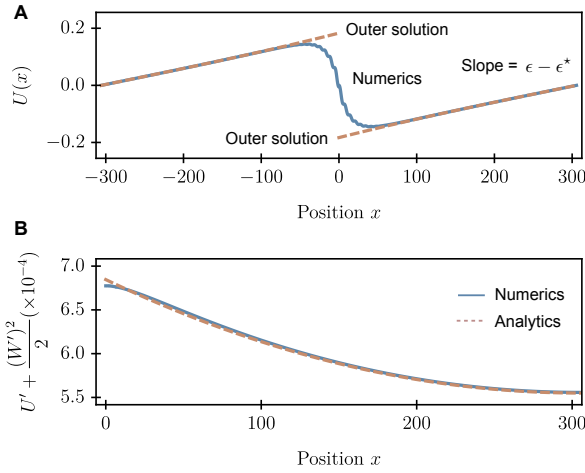 A
Outer solution
Numerics
Slope = ϵ − ϵ⋆
Outer solution
U(x)
0.2
0.0
−0.2
−300 −200 −100 0 100 200 300
Position x
B
U′ + (W′)²/2 (×10⁻⁴)
7.0
6.5
6.0
5.5
Numerics
Analytics
0 100 200 300
Position x